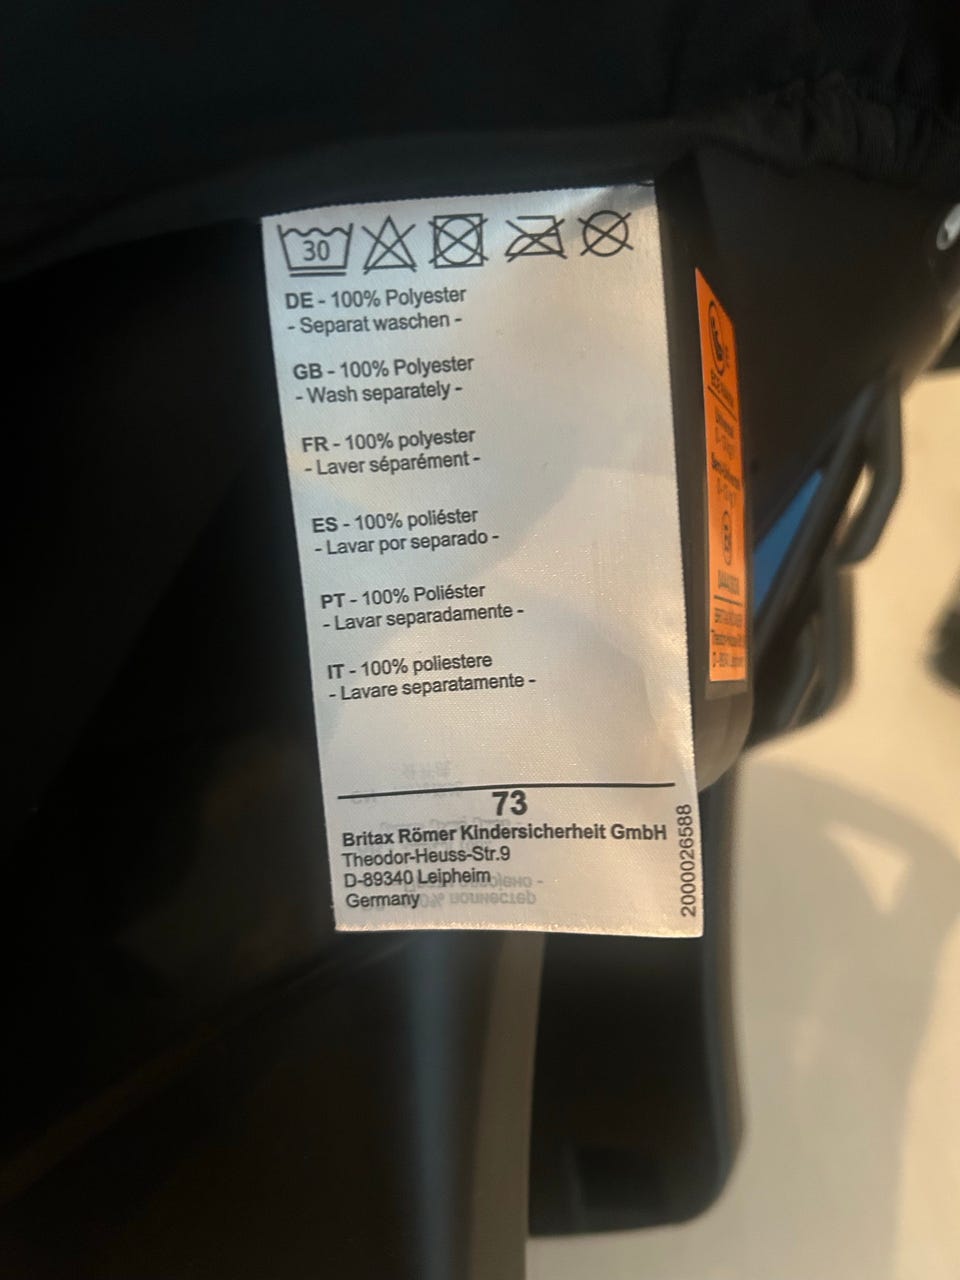 30
DE - 100% Polyester
- Separat waschen -
GB - 100% Polyester
- Wash separately -
FR - 100% polyester
- Laver séparément -
ES - 100% poliéster
- Lavar por separado -
PT - 100% Poliéster
- Lavar separadamente -
IT - 100% poliestere
- Lavare separatamente -
73
Britax Römer Kindersicherheit GmbH
Theodor-Heuss-Str.9
D-89340 Leipheim
Germany
2000026588